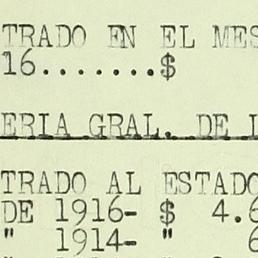 TRADO EN EL MES
16.......$
ERIA GRAL. DE L
TRADO AL ESTADO
DE 1916- $ 4.6
" 1914- " 6